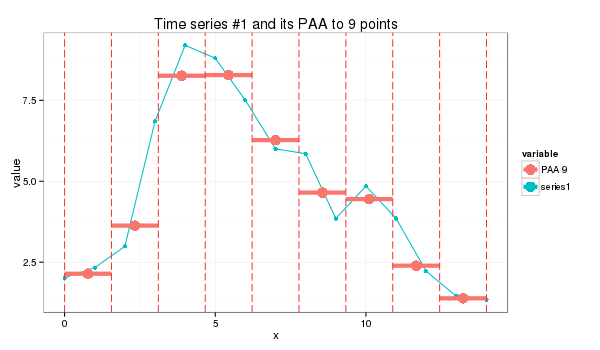 Time series #1 and its PAA to 9 points
value
7.5
5.0
2.5
0
5
10
x
variable
PAA 9
series1